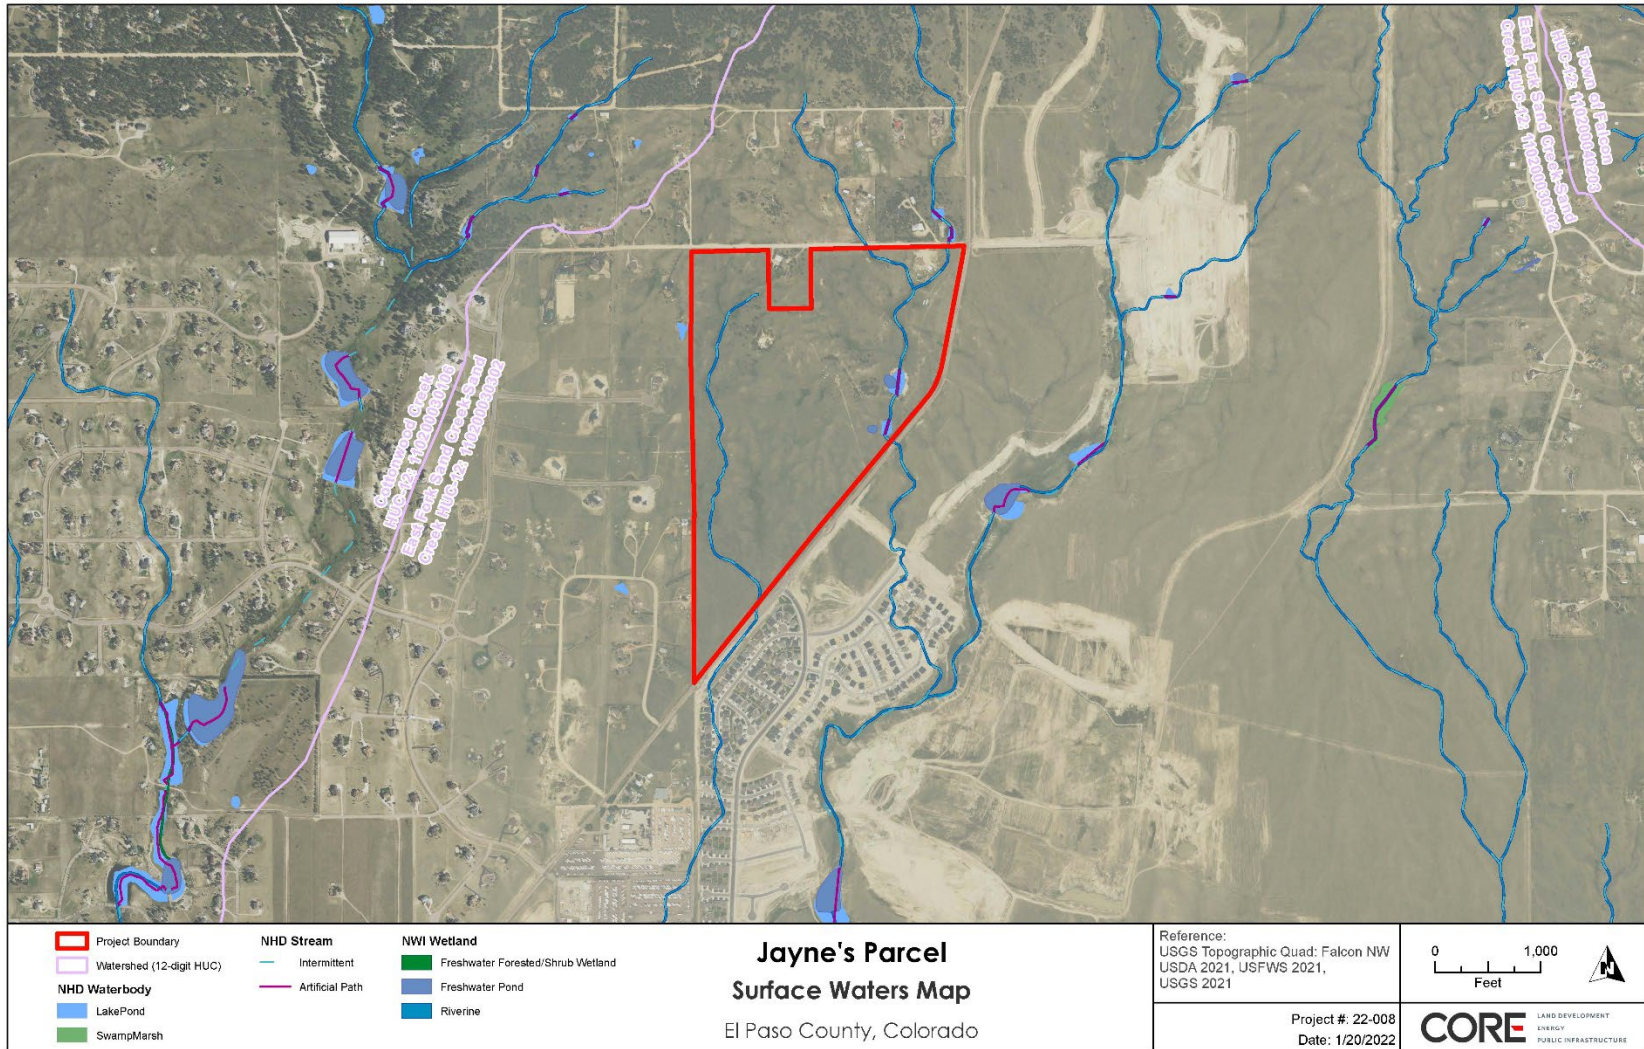 Town of Falcon
HUC-12: 110200040203
East Fork Sand Creek-Sand
Creek HUC-12: 110200030302
Cottonwood Creek
HUC-12: 110200030106
East Fork Sand Creek-Sand
Creek HUC-12: 110200030302
Project Boundary
Watershed (12-digit HUC)
NHD Waterbody
LakePond
SwampMarsh
NHD Stream
Intermittent
Artificial Path
NWI Wetland
Freshwater Forested/Shrub Wetland
Freshwater Pond
Riverine
Jayne's Parcel
Surface Waters Map
El Paso County, Colorado
Reference:
USGS Topographic Quad: Falcon NW
USDA 2021, USFWS 2021,
USGS 2021
0 1,000
Feet
N
Project #: 22-008
Date: 1/20/2022
CORE
LAND DEVELOPMENT
ENERGY
PUBLIC INFRASTRUCTURE